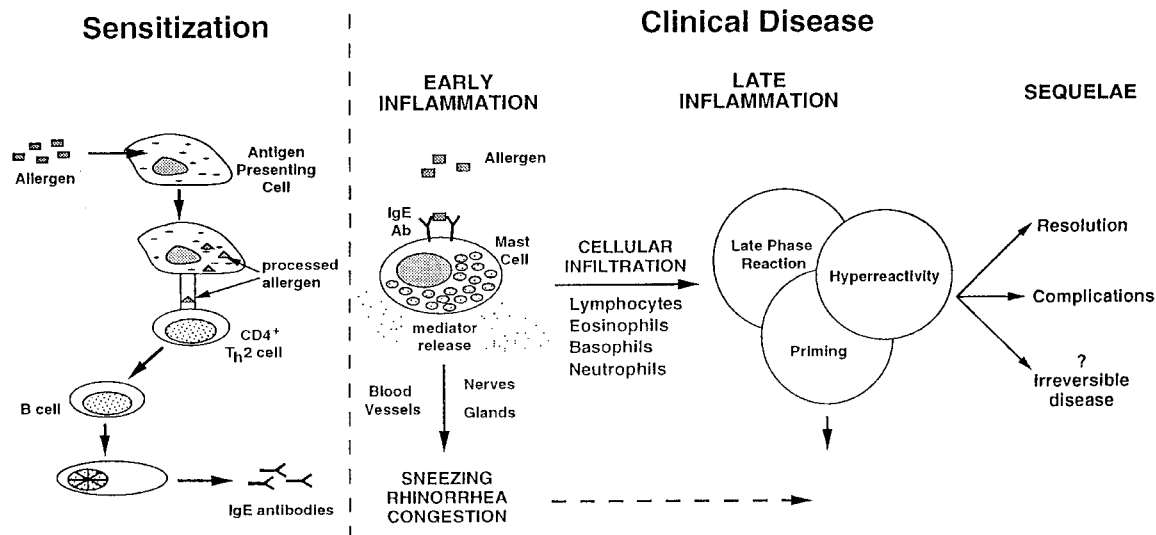 Sensitization
Clinical Disease
EARLY
INFLAMMATION
LATE
INFLAMMATION
SEQUELAE
Allergen
Antigen
Presenting
Cell
processed
allergen
CD4+
Th2 cell
B cell
IgE antibodies
Allergen
IgE
Ab
Mast
Cell
mediator
release
Blood
Vessels
Nerves
Glands
SNEEZING
RHINORRHEA
CONGESTION
CELLULAR
INFILTRATION
Lymphocytes
Eosinophils
Basophils
Neutrophils
Late Phase
Reaction
Hyperreactivity
Priming
Resolution
Complications
?
Irreversible
disease